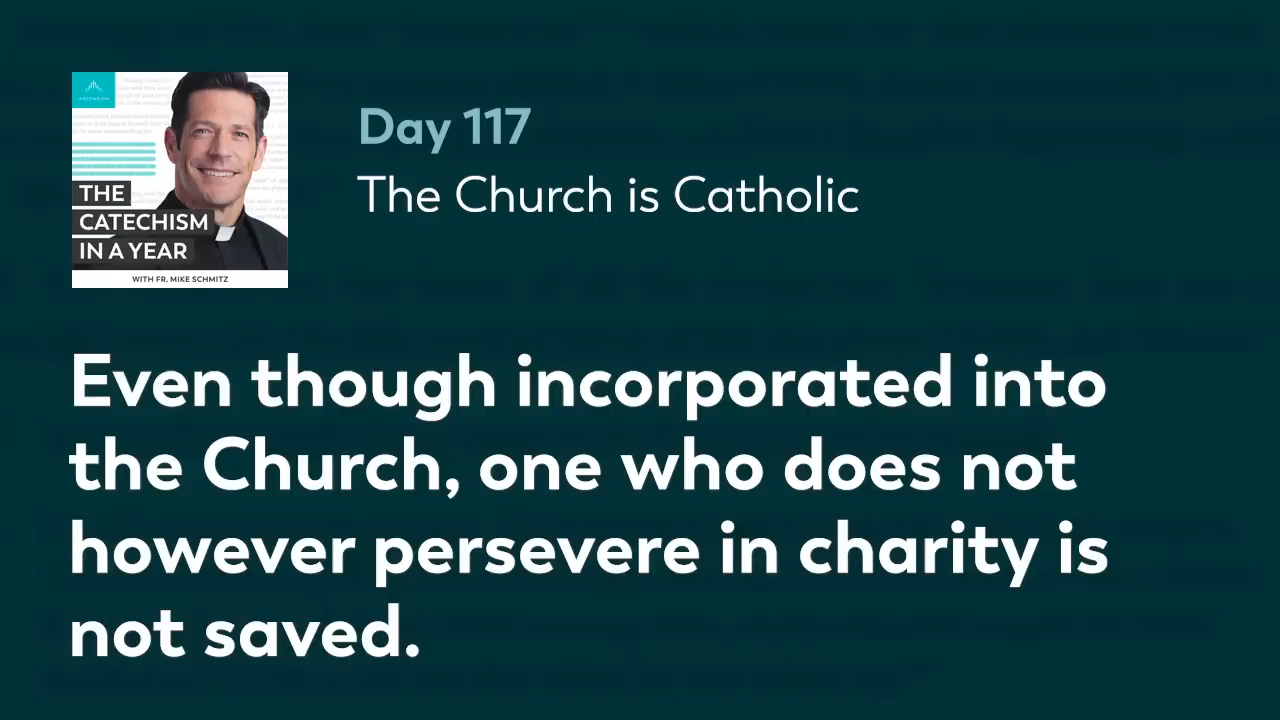 ASCENSION
THE
CATECHISM
IN A YEAR
WITH FR. MIKE SCHMITZ
Day 117
The Church is Catholic
Even though incorporated into
the Church, one who does not
however persevere in charity is
not saved.